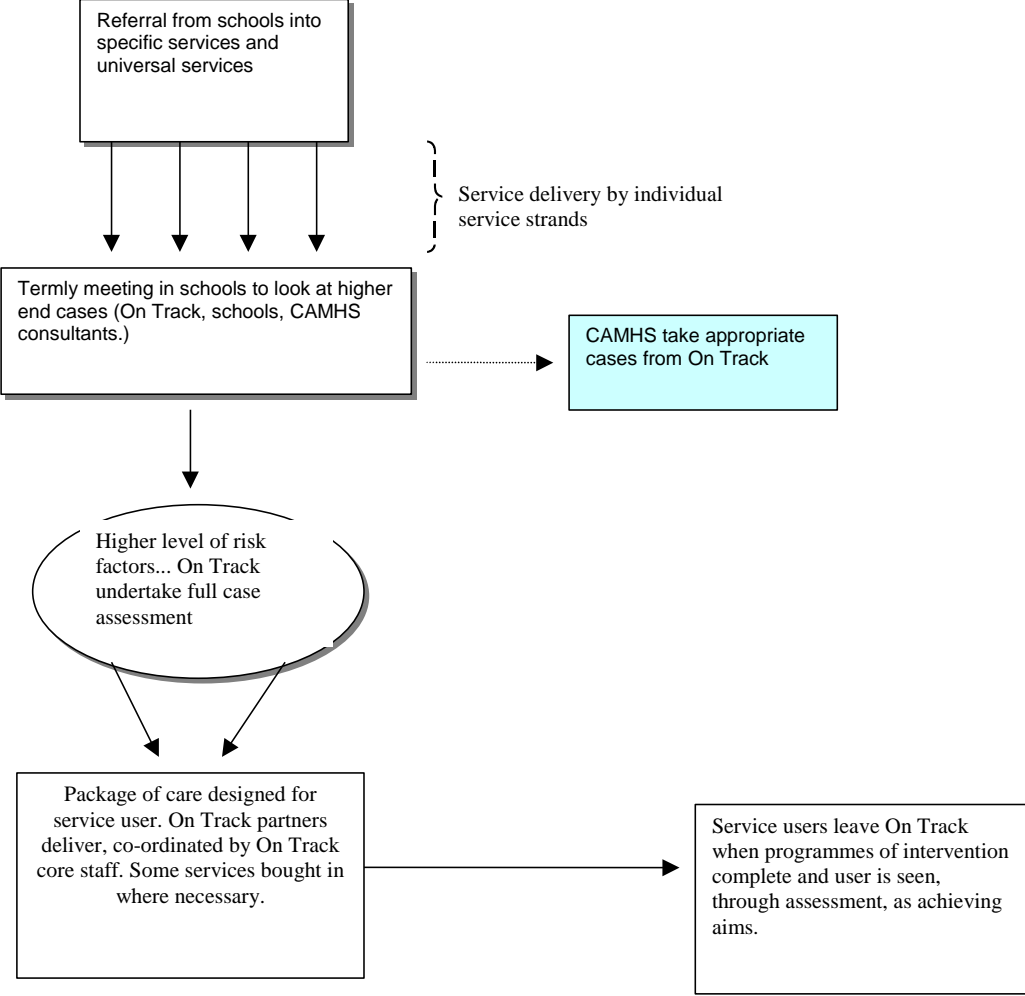 Referral from schools into
specific services and
universal services
Service delivery by individual
service strands
Termly meeting in schools to look at higher
end cases (On Track, schools, CAMHS
consultants.)
CAMHS take appropriate
cases from On Track
Higher level of risk
factors... On Track
undertake full case
assessment
Package of care designed for
service user. On Track partners
deliver, co-ordinated by On Track
core staff. Some services bought in
where necessary.
Service users leave On Track
when programmes of intervention
complete and user is seen,
through assessment, as achieving
aims.